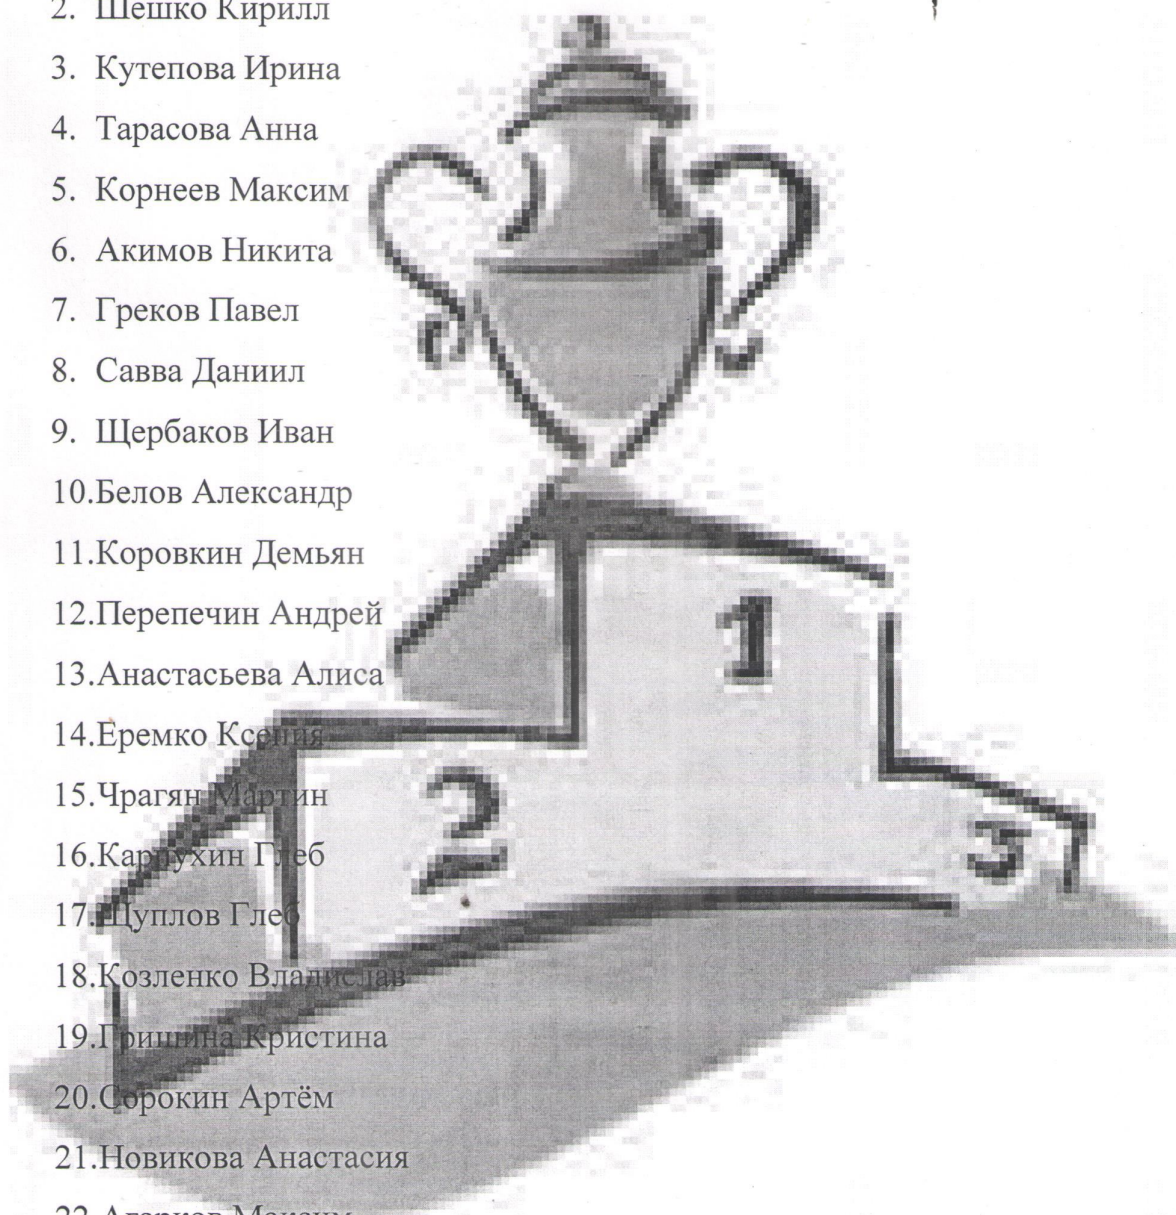 2. Шешко Кирилл
3. Кутепова Ирина
4. Тарасова Анна
5. Корнеев Максим
6. Акимов Никита
7. Греков Павел
8. Савва Даниил
9. Щербаков Иван
10.Белов Александр
11.Коровкин Демьян
12.Перепечин Андрей
13.Анастасьева Алиса
14.Еремко Ксения
15.Чрагян Мартин
16.Карпухин Глеб
17.Щуплов Глеб
18.Козленко Владислав
19.Гришина Кристина
20.Сорокин Артём
21.Новикова Анастасия
22.Агарков Максим
1
2
3